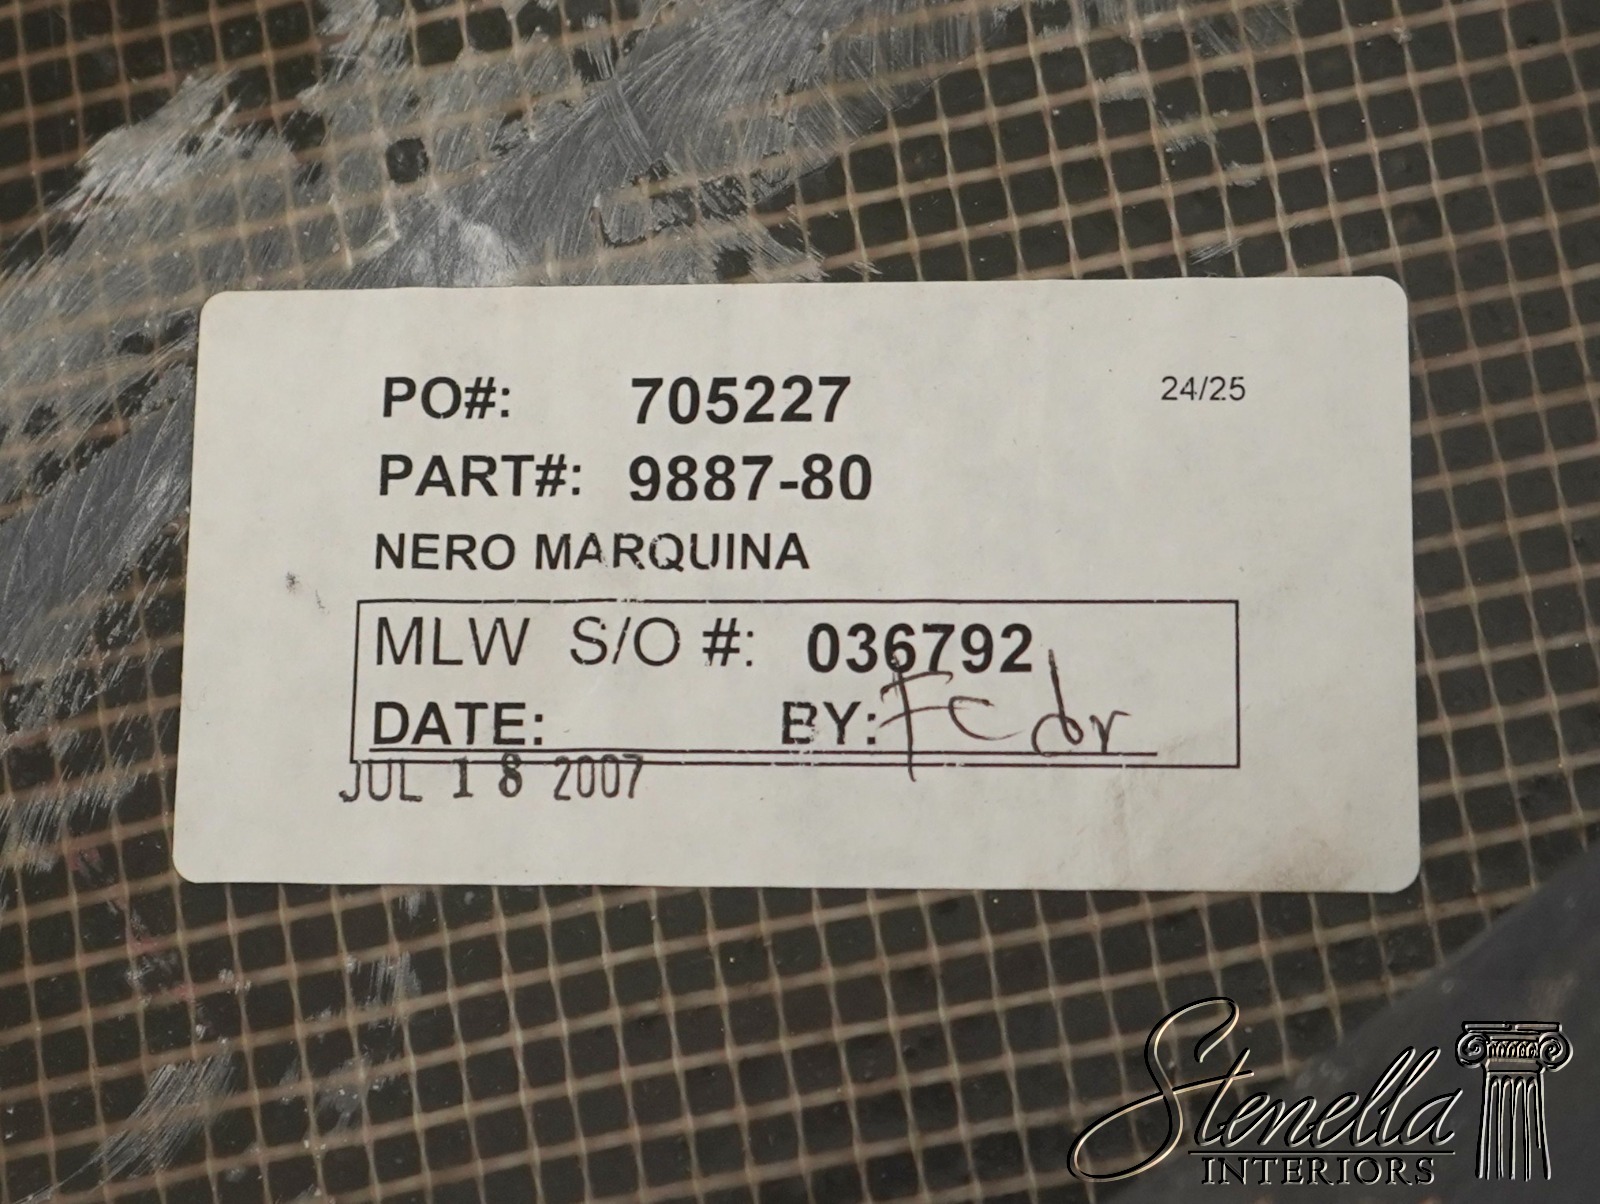 PO#: 705227 24/25
PART#: 9887-80
NERO MARQUINA
MLW S/O #: 036792
DATE: BY:
JUL 18 2007
Stenella
INTERIORS